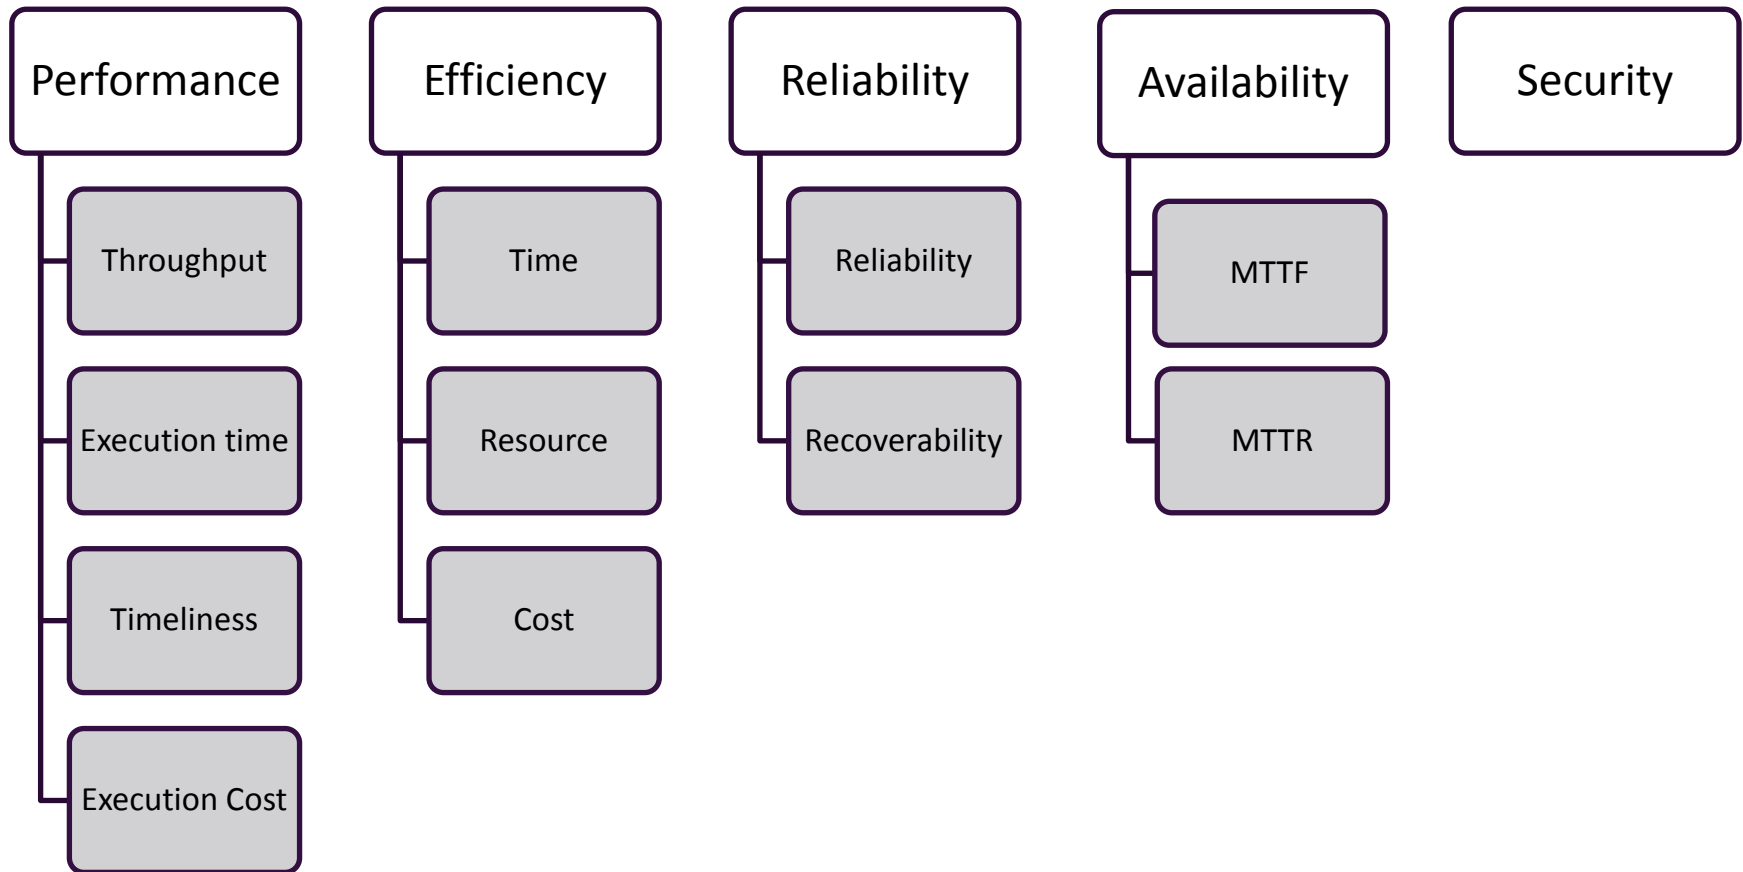 Performance
Throughput
Execution time
Timeliness
Execution Cost
Efficiency
Time
Resource
Cost
Reliability
Reliability
Recoverability
Availability
MTTF
MTTR
Security